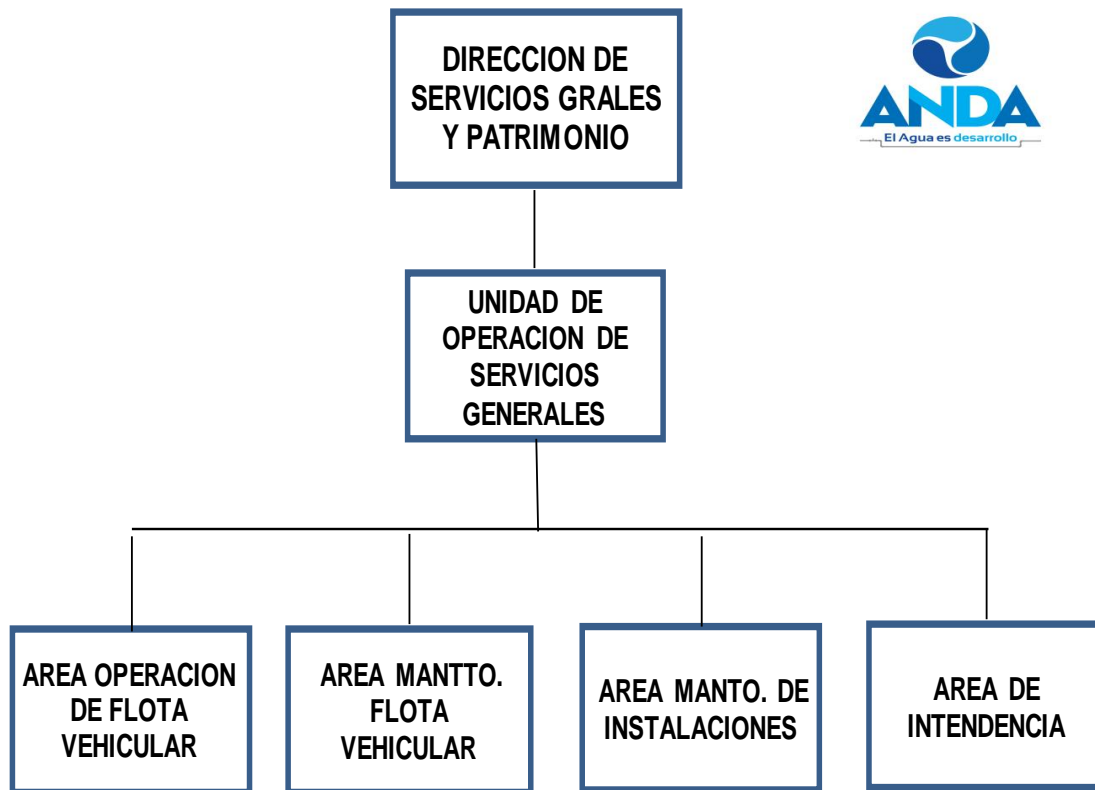 DIRECCION DE
SERVICIOS GRALES
Y PATRIMONIO
ANDA
El Agua es desarrollo
UNIDAD DE
OPERACION DE
SERVICIOS
GENERALES
AREA OPERACION
DE FLOTA
VEHICULAR
AREA MANTTO.
FLOTA
VEHICULAR
AREA MANTO. DE
INSTALACIONES
AREA DE
INTENDENCIA